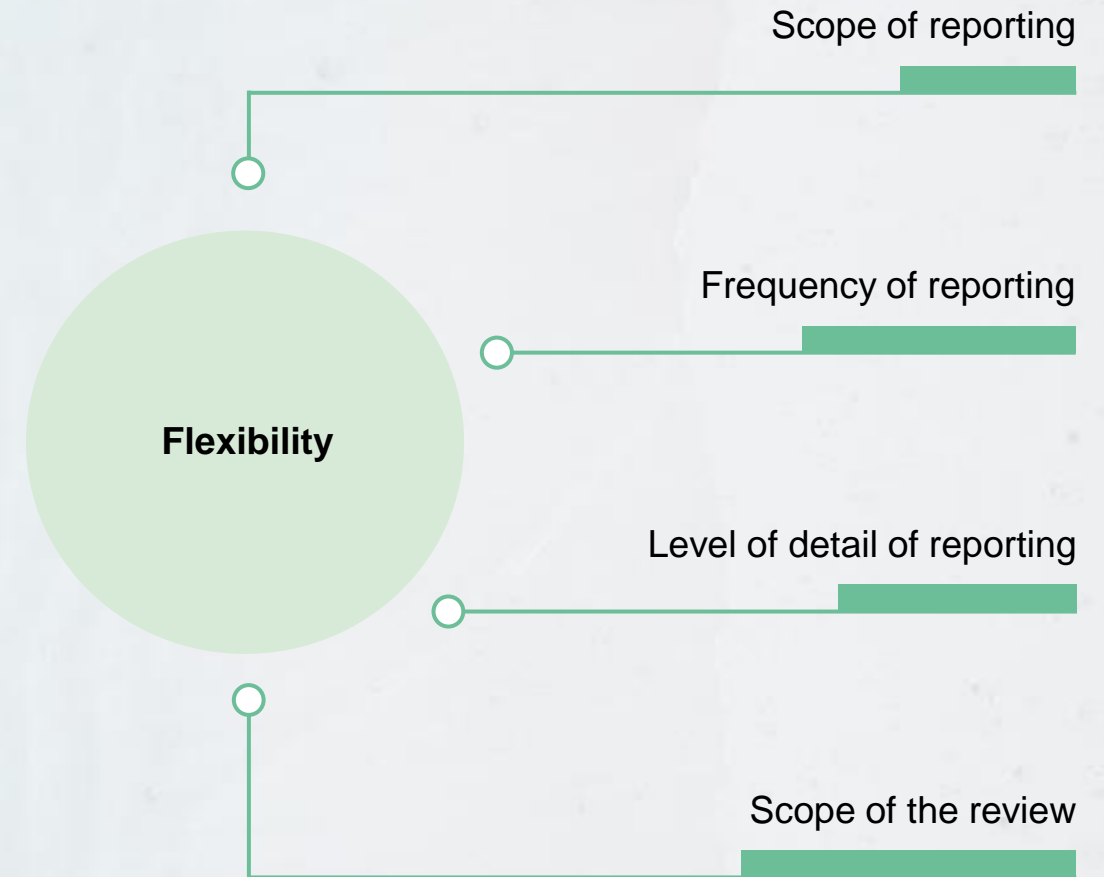 Scope of reporting
Frequency of reporting
Flexibility
Level of detail of reporting
Scope of the review